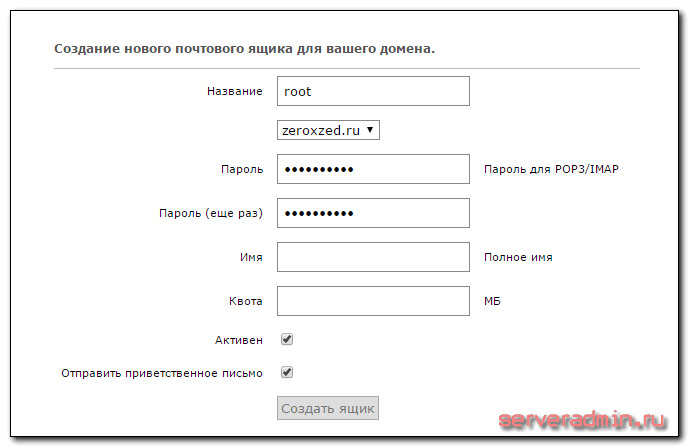 Создание нового почтового ящика для вашего домена.
Название root
zeroxzed.ru
Пароль •••••••••• Пароль для POP3/IMAP
Пароль (еще раз) ••••••••••
Имя Полное имя
Квота МБ
Активен
Отправить приветственное письмо
Создать ящик
serveradmin.ru